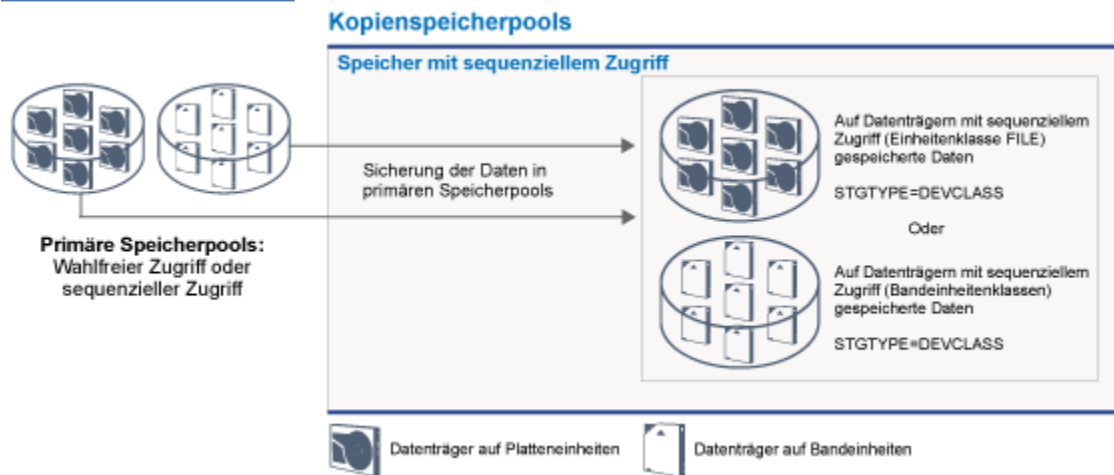 Kopienspeicherpools
Speicher mit sequenziellem Zugriff
Auf Datenträgern mit sequenziellem
Zugriff (Einheitenklasse FILE)
gespeicherte Daten
STGTYPE=DEVCLASS
Oder
Auf Datenträgern mit sequenziellem
Zugriff (Bandeinheitenklassen)
gespeicherte Daten
STGTYPE=DEVCLASS
Sicherung der Daten in
primären Speicherpools
Primäre Speicherpools:
Wahlfreier Zugriff oder
sequenzieller Zugriff
Datenträger auf Platteneinheiten
Datenträger auf Bandeinheiten